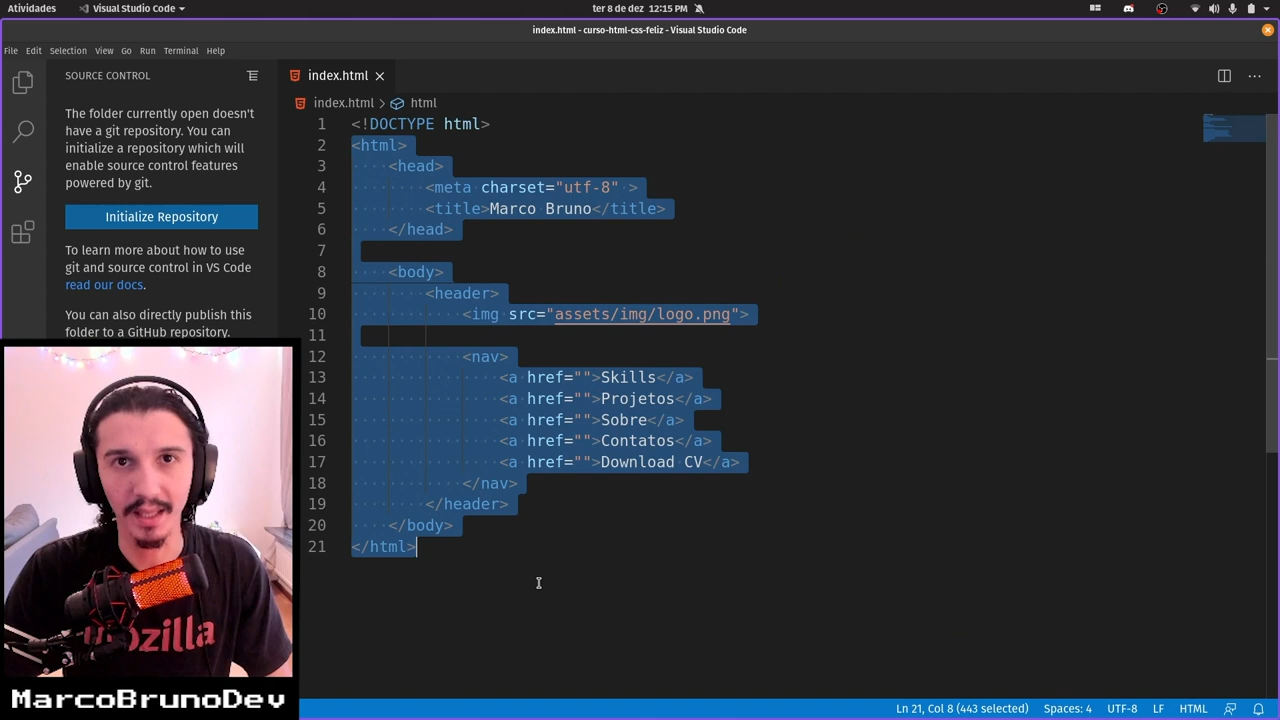 Atividades Visual Studio Code ter 8 de dez 12:15 PM
index.html - curso-html-css-feliz - Visual Studio Code
File Edit Selection View Go Run Terminal Help
SOURCE CONTROL
The folder currently open doesn't
have a git repository. You can
initialize a repository which will
enable source control features
powered by git.
Initialize Repository
To learn more about how to use
git and source control in VS Code
read our docs.
You can also directly publish this
folder to a GitHub repository.
index.html
index.html > html
1 <!DOCTYPE html>
2 <html>
3 <head>
4 <meta charset="utf-8" >
5 <title>Marco Bruno</title>
6 </head>
7
8 <body>
9 <header>
10 <img src="assets/img/logo.png">
11
12 <nav>
13 <a href="">Skills</a>
14 <a href="">Projetos</a>
15 <a href="">Sobre</a>
16 <a href="">Contatos</a>
17 <a href="">Download CV</a>
18 </nav>
19 </header>
20 </body>
21 </html>
MarcoBrunoDev
Ln 21, Col 8 (443 selected) Spaces: 4 UTF-8 LF HTML